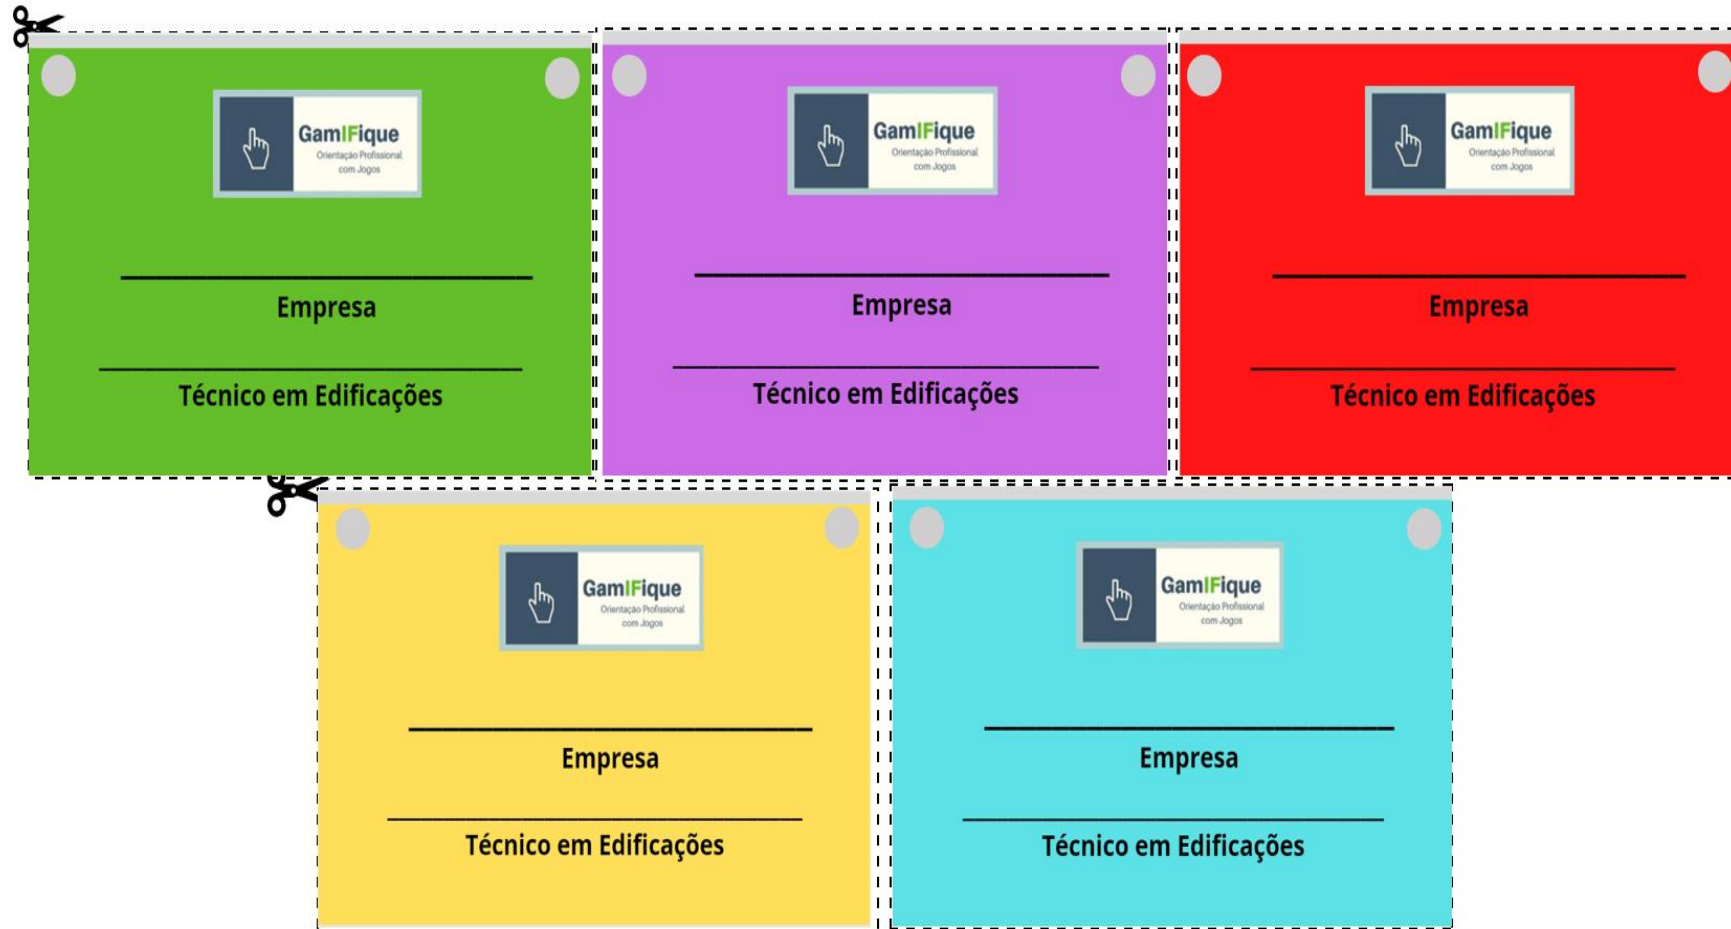 GamIFique
Orientação Profissional
com Jogos
Empresa
Técnico em Edificações
GamIFique
Orientação Profissional
com Jogos
Empresa
Técnico em Edificações
GamIFique
Orientação Profissional
com Jogos
Empresa
Técnico em Edificações
GamIFique
Orientação Profissional
com Jogos
Empresa
Técnico em Edificações
GamIFique
Orientação Profissional
com Jogos
Empresa
Técnico em Edificações